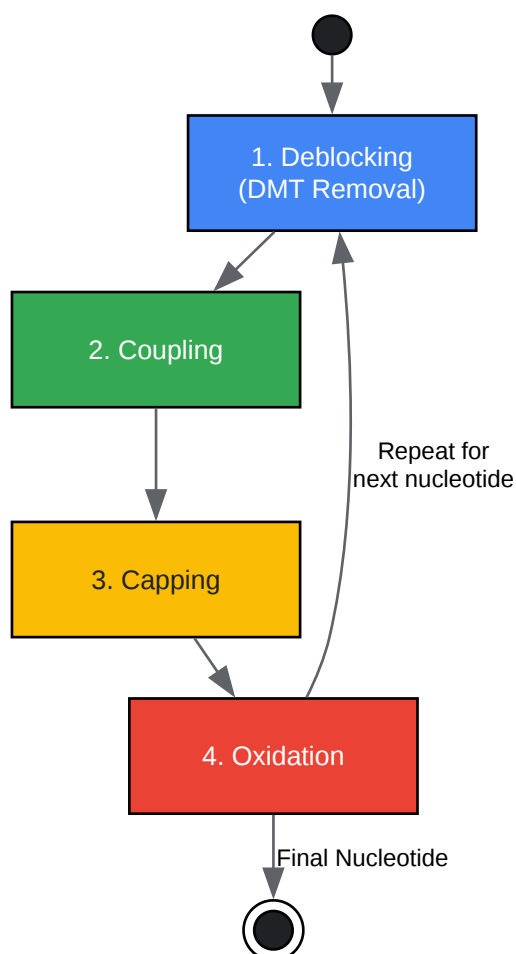 1. Deblocking
(DMT Removal)
2. Coupling
Repeat for
next nucleotide
3. Capping
4. Oxidation
Final Nucleotide